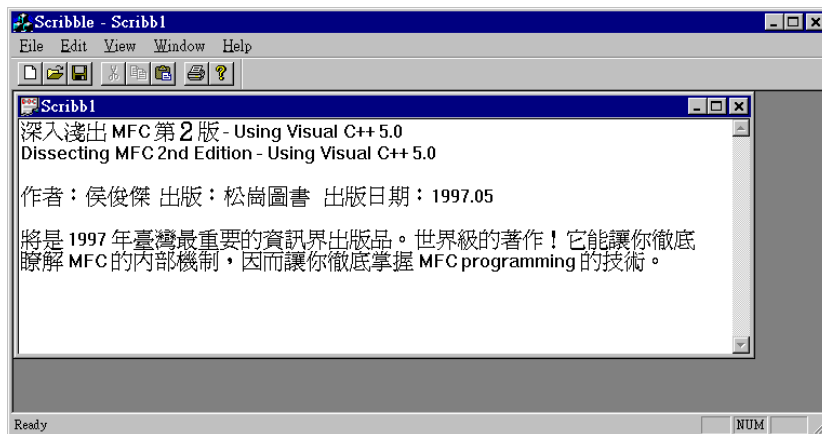 Scribble - Scribb1
File Edit View Window Help
Scribb1
深入淺出 MFC 第 2 版 - Using Visual C++ 5.0
Dissecting MFC 2nd Edition - Using Visual C++ 5.0
作者：侯俊傑 出版：松崗圖書 出版日期：1997.05
將是 1997 年臺灣最重要的資訊界出版品。世界級的著作！它能讓你徹底
瞭解 MFC 的內部機制，因而讓你徹底掌握 MFC programming 的技術。
Ready NUM